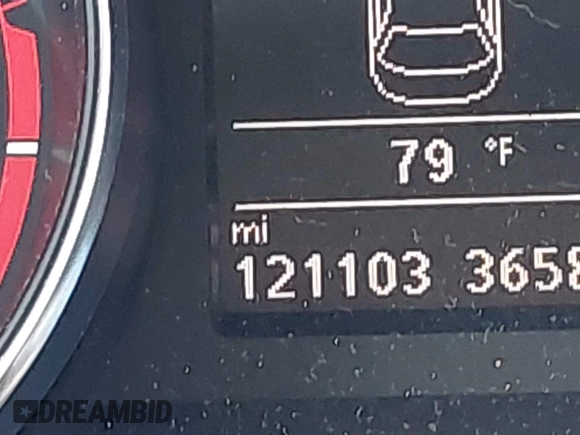 79 °F
mi
121103 3658
DREAMBID